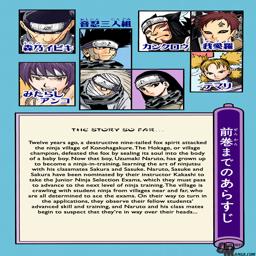 森乃イビキ
音忍三人組
カンクロウ
我愛羅
みたらしアンコ
テマリ
THE STORY SO FAR...
Twelve years ago, a destructive nine-tailed fox spirit attacked
the ninja village of Konohagakure. The Hokage, or village
champion, defeated the fox by sealing its soul into the body
of a baby boy. Now that boy, Uzumaki Naruto, has grown up
to become a ninja-in-training, learning the art of ninjutsu
with his classmates Sakura and Sasuke. Naruto, Sasuke and
Sakura have been nominated by their instructor Kakashi to
take the Junior Ninja Selection Exams, which they must pass
to advance to the next level of ninja training. The village is
crawling with student ninja from villages near and far, who
are all determined to ace the exams. On their way to turn in
the applications, they observe their fellow students'
advanced skill and training, and Naruto and his class mates
begin to suspect that they're in way over their heads...
前巻までのあらすじ